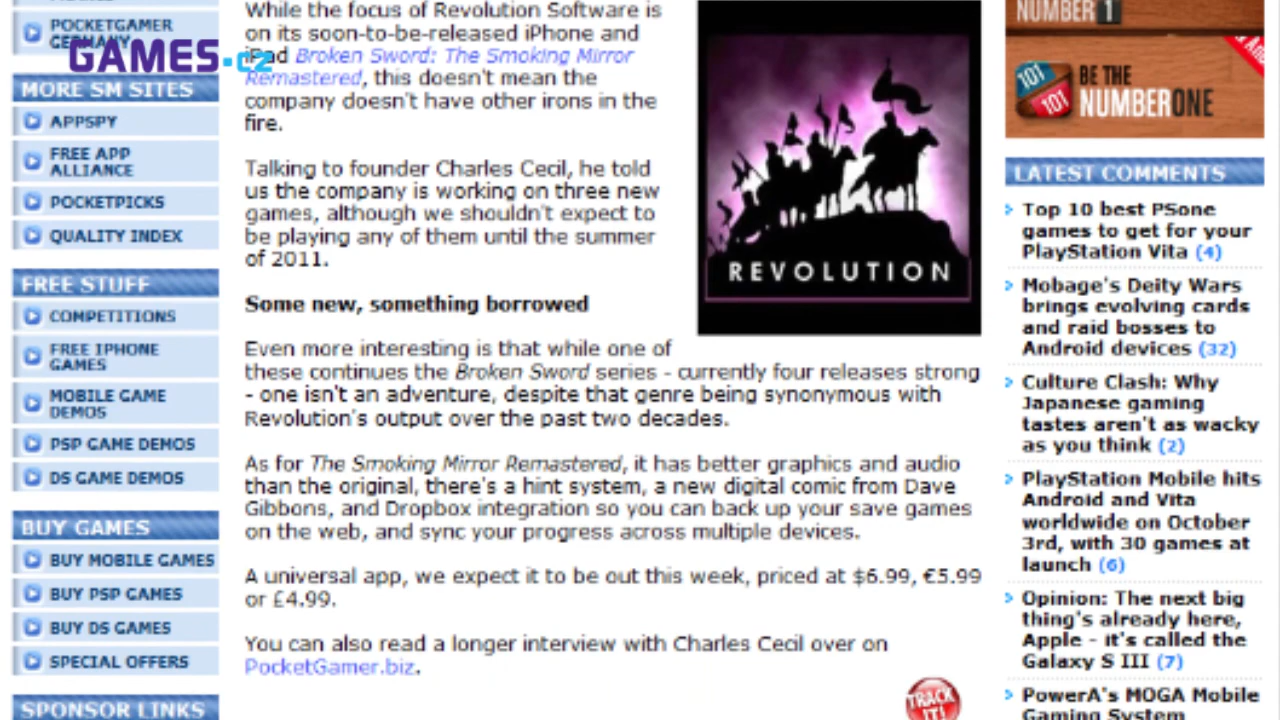 POCKETGAMER
GERMANY
GAMES.cz
MORE SM SITES
APPSPY
FREE APP
ALLIANCE
POCKETPICKS
QUALITY INDEX
FREE STUFF
COMPETITIONS
FREE IPHONE
GAMES
MOBILE GAME
DEMOS
PSP GAME DEMOS
DS GAME DEMOS
BUY GAMES
BUY MOBILE GAMES
BUY PSP GAMES
BUY DS GAMES
SPECIAL OFFERS
SPONSOR LINKS
While the focus of Revolution Software is
on its soon-to-be-released iPhone and
iPad Broken Sword: The Smoking Mirror
Remastered, this doesn't mean the
company doesn't have other irons in the
fire.
Talking to founder Charles Cecil, he told
us the company is working on three new
games, although we shouldn't expect to
be playing any of them until the summer
of 2011.
Some new, something borrowed
Even more interesting is that while one of
these continues the Broken Sword series - currently four releases strong
- one isn't an adventure, despite that genre being synonymous with
Revolution's output over the past two decades.
As for The Smoking Mirror Remastered, it has better graphics and audio
than the original, there's a hint system, a new digital comic from Dave
Gibbons, and Dropbox integration so you can back up your save games
on the web, and sync your progress across multiple devices.
A universal app, we expect it to be out this week, priced at $6.99, €5.99
or £4.99.
You can also read a longer interview with Charles Cecil over on
PocketGamer.biz.
TRACK
IT!
REVOLUTION
NUMBER 1
101
101
BE THE
NUMBERONE
LATEST COMMENTS
Top 10 best PSone
games to get for your
PlayStation Vita (4)
Mobage's Deity Wars
brings evolving cards
and raid bosses to
Android devices (32)
Culture Clash: Why
Japanese gaming
tastes aren't as wacky
as you think (2)
PlayStation Mobile hits
Android and Vita
worldwide on October
3rd, with 30 games at
launch (6)
Opinion: The next big
thing's already here,
Apple - it's called the
Galaxy S III (7)
PowerA's MOGA Mobile
Gaming System